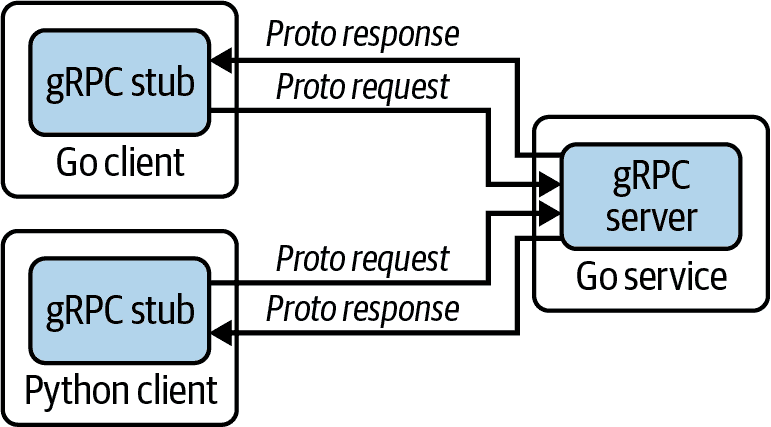 Proto response
gRPC stub
Proto request
Go client
gRPC
server
Go service
Proto request
gRPC stub
Proto response
Python client